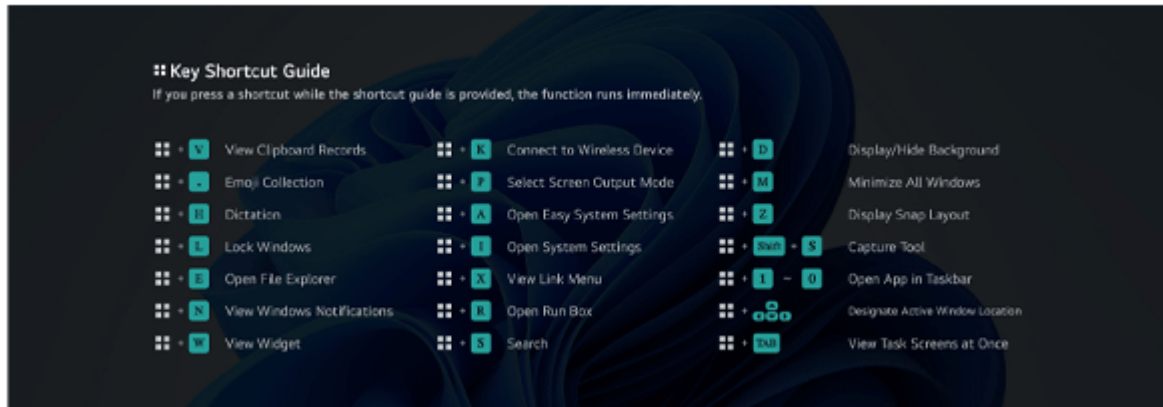 Key Shortcut Guide
If you press a shortcut while the shortcut guide is provided, the function runs immediately.
+ V View Clipboard Records
+ . Emoji Collection
+ H Dictation
+ L Lock Windows
+ E Open File Explorer
+ N View Windows Notifications
+ W View Widget
+ K Connect to Wireless Device
+ P Select Screen Output Mode
+ A Open Easy System Settings
+ I Open System Settings
+ X View Link Menu
+ R Open Run Box
+ S Search
+ D Display/Hide Background
+ M Minimize All Windows
+ Z Display Snap Layout
+ Shift + S Capture Tool
+ 1 ~ 0 Open App in Taskbar
+ Designate Active Window Location
+ TAB View Task Screens at Once